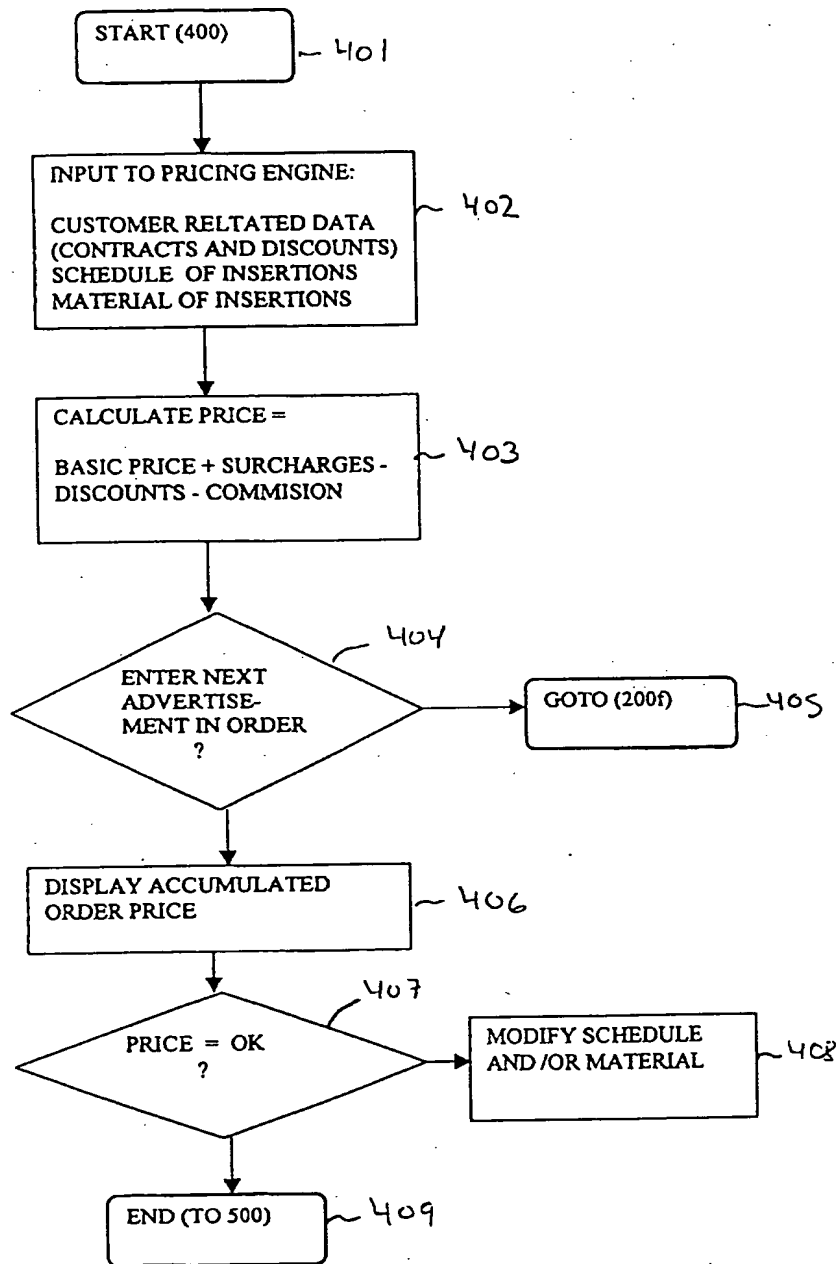 START (400)
401
INPUT TO PRICING ENGINE:
402
CUSTOMER RELTATED DATA
(CONTRACTS AND DISCOUNTS)
SCHEDULE OF INSERTIONS
MATERIAL OF INSERTIONS
CALCULATE PRICE =
403
BASIC PRICE + SURCHARGES -
DISCOUNTS - COMMISION
404
ENTER NEXT
ADVERTISE-
MENT IN ORDER
?
GOTO (200f)
405
DISPLAY ACCUMULATED
ORDER PRICE
406
407
PRICE = OK
?
MODIFY SCHEDULE
AND /OR MATERIAL
408
END (TO 500)
409